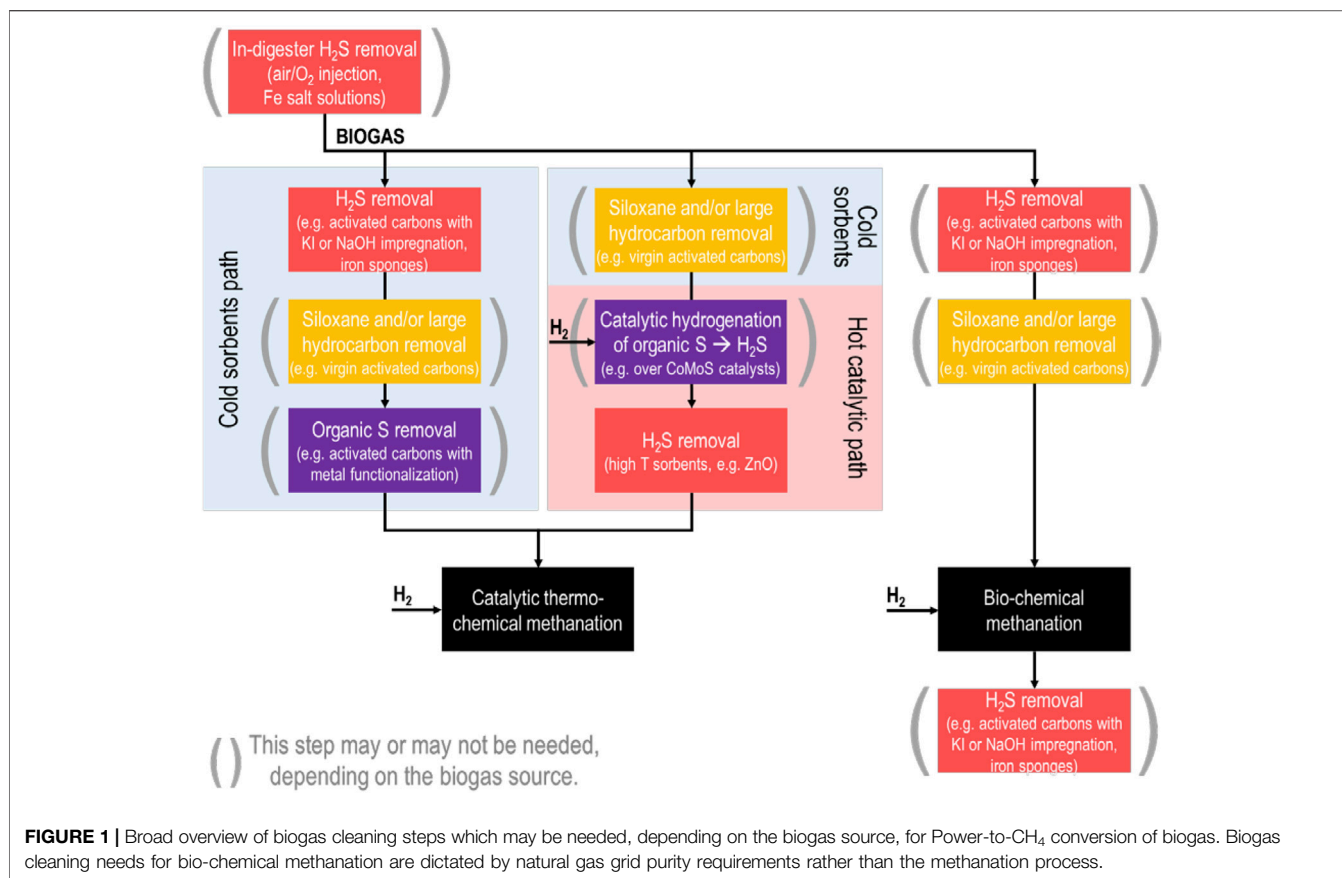 In-digester H₂S removal
(air/O₂ injection,
Fe salt solutions)
BIOGAS
Cold sorbents path
H₂S removal
(e.g. activated carbons with
KI or NaOH impregnation,
iron sponges)
Siloxane and/or large
hydrocarbon removal
(e.g. virgin activated carbons)
Organic S removal
(e.g. activated carbons with
metal functionalization)
Siloxane and/or large
hydrocarbon removal
(e.g. virgin activated carbons)
Cold
sorbents
H₂
Catalytic hydrogenation
of organic S → H₂S
(e.g. over CoMoS catalysts)
H₂S removal
(high T sorbents, e.g. ZnO)
Hot catalytic path
H₂S removal
(e.g. activated carbons with
KI or NaOH impregnation,
iron sponges)
Siloxane and/or large
hydrocarbon removal
(e.g. virgin activated carbons)
H₂
Catalytic thermo-
chemical methanation
H₂
Bio-chemical
methanation
H₂S removal
(e.g. activated carbons with
KI or NaOH impregnation,
iron sponges)
( ) This step may or may not be needed,
depending on the biogas source.
FIGURE 1 | Broad overview of biogas cleaning steps which may be needed, depending on the biogas source, for Power-to-CH₄ conversion of biogas. Biogas
cleaning needs for bio-chemical methanation are dictated by natural gas grid purity requirements rather than the methanation process.